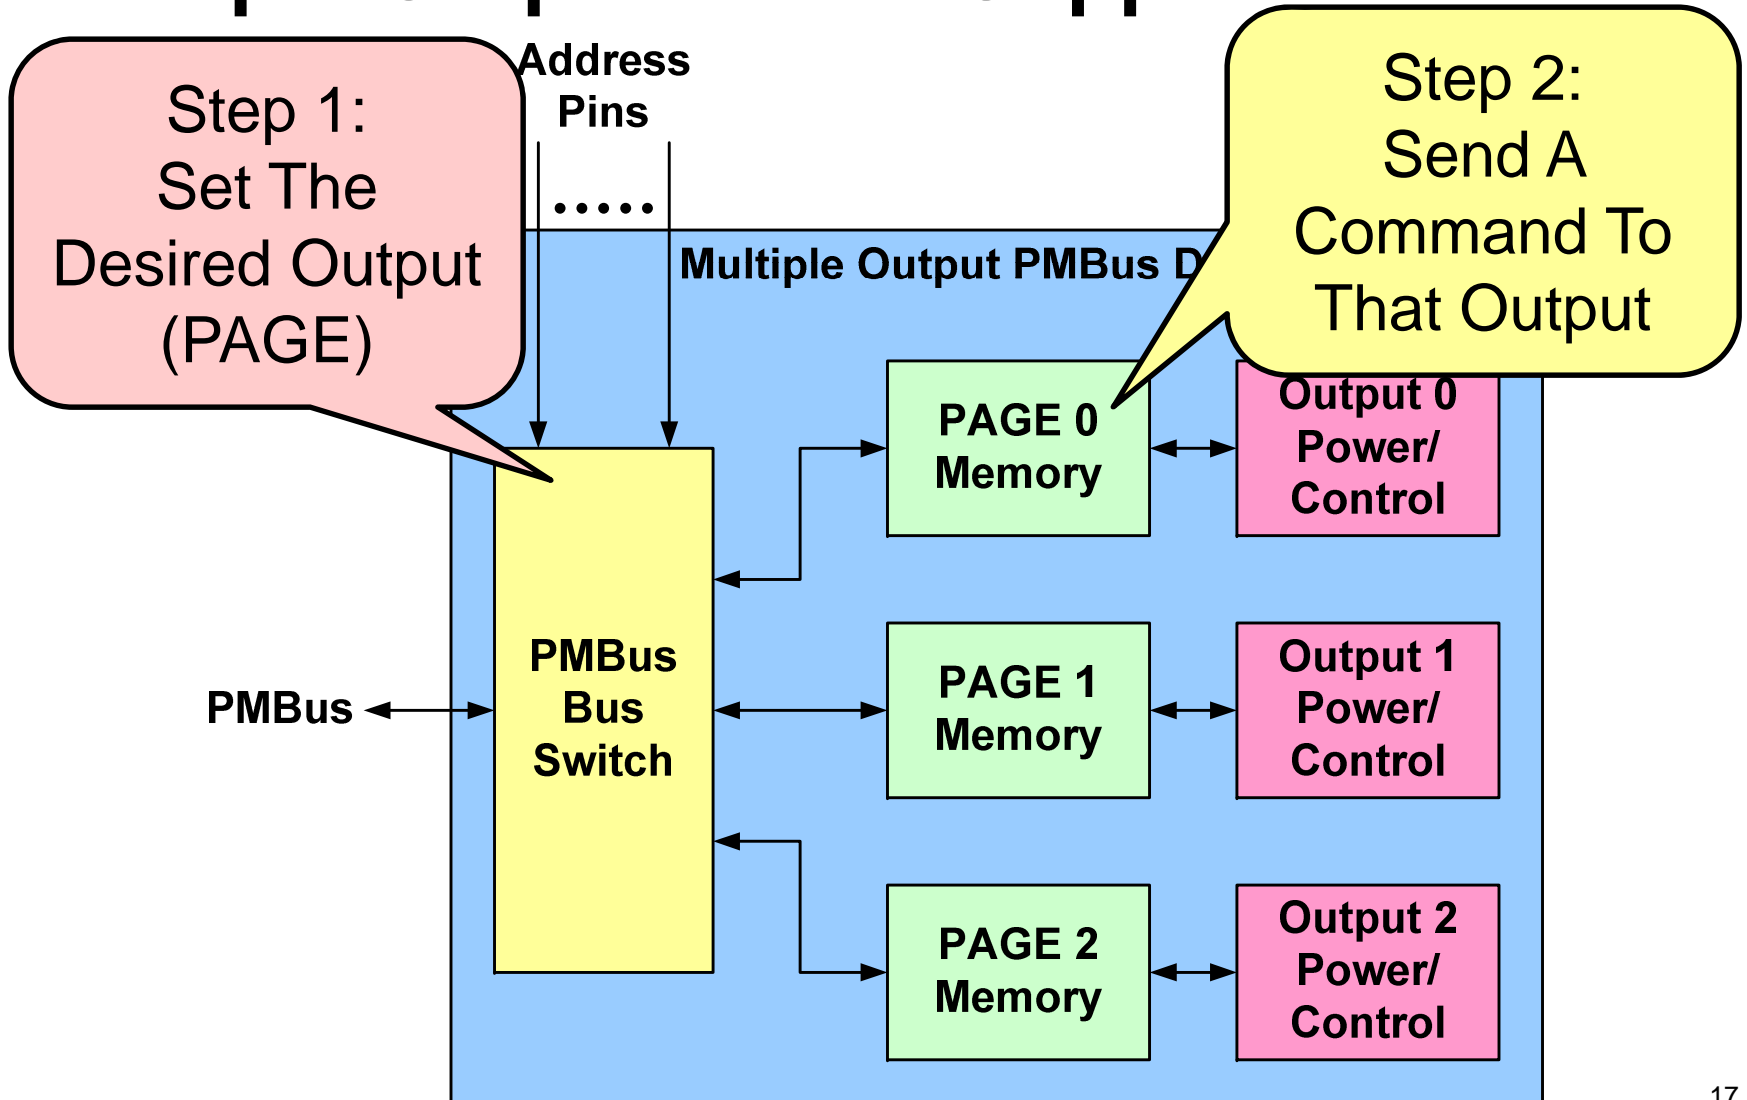 Address
Pins
Step 1:
Set The
Desired Output
(PAGE)
Step 2:
Send A
Command To
That Output
Multiple Output PMBus D
PAGE 0
Memory
Output 0
Power/
Control
PMBus
PMBus
Bus
Switch
PAGE 1
Memory
Output 1
Power/
Control
PAGE 2
Memory
Output 2
Power/
Control
17